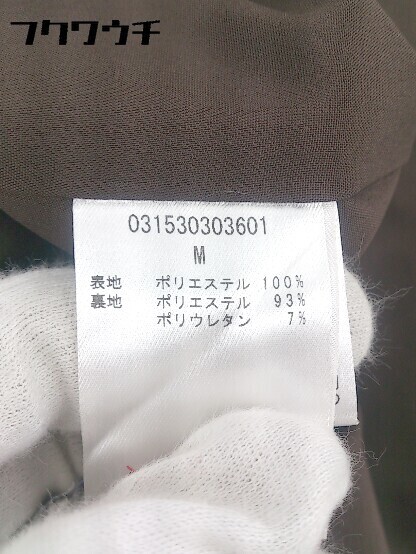 フクワウチ
031530303601
M
表地 ポリエステル 100%
裏地 ポリエステル 93%
ポリウレタン 7%